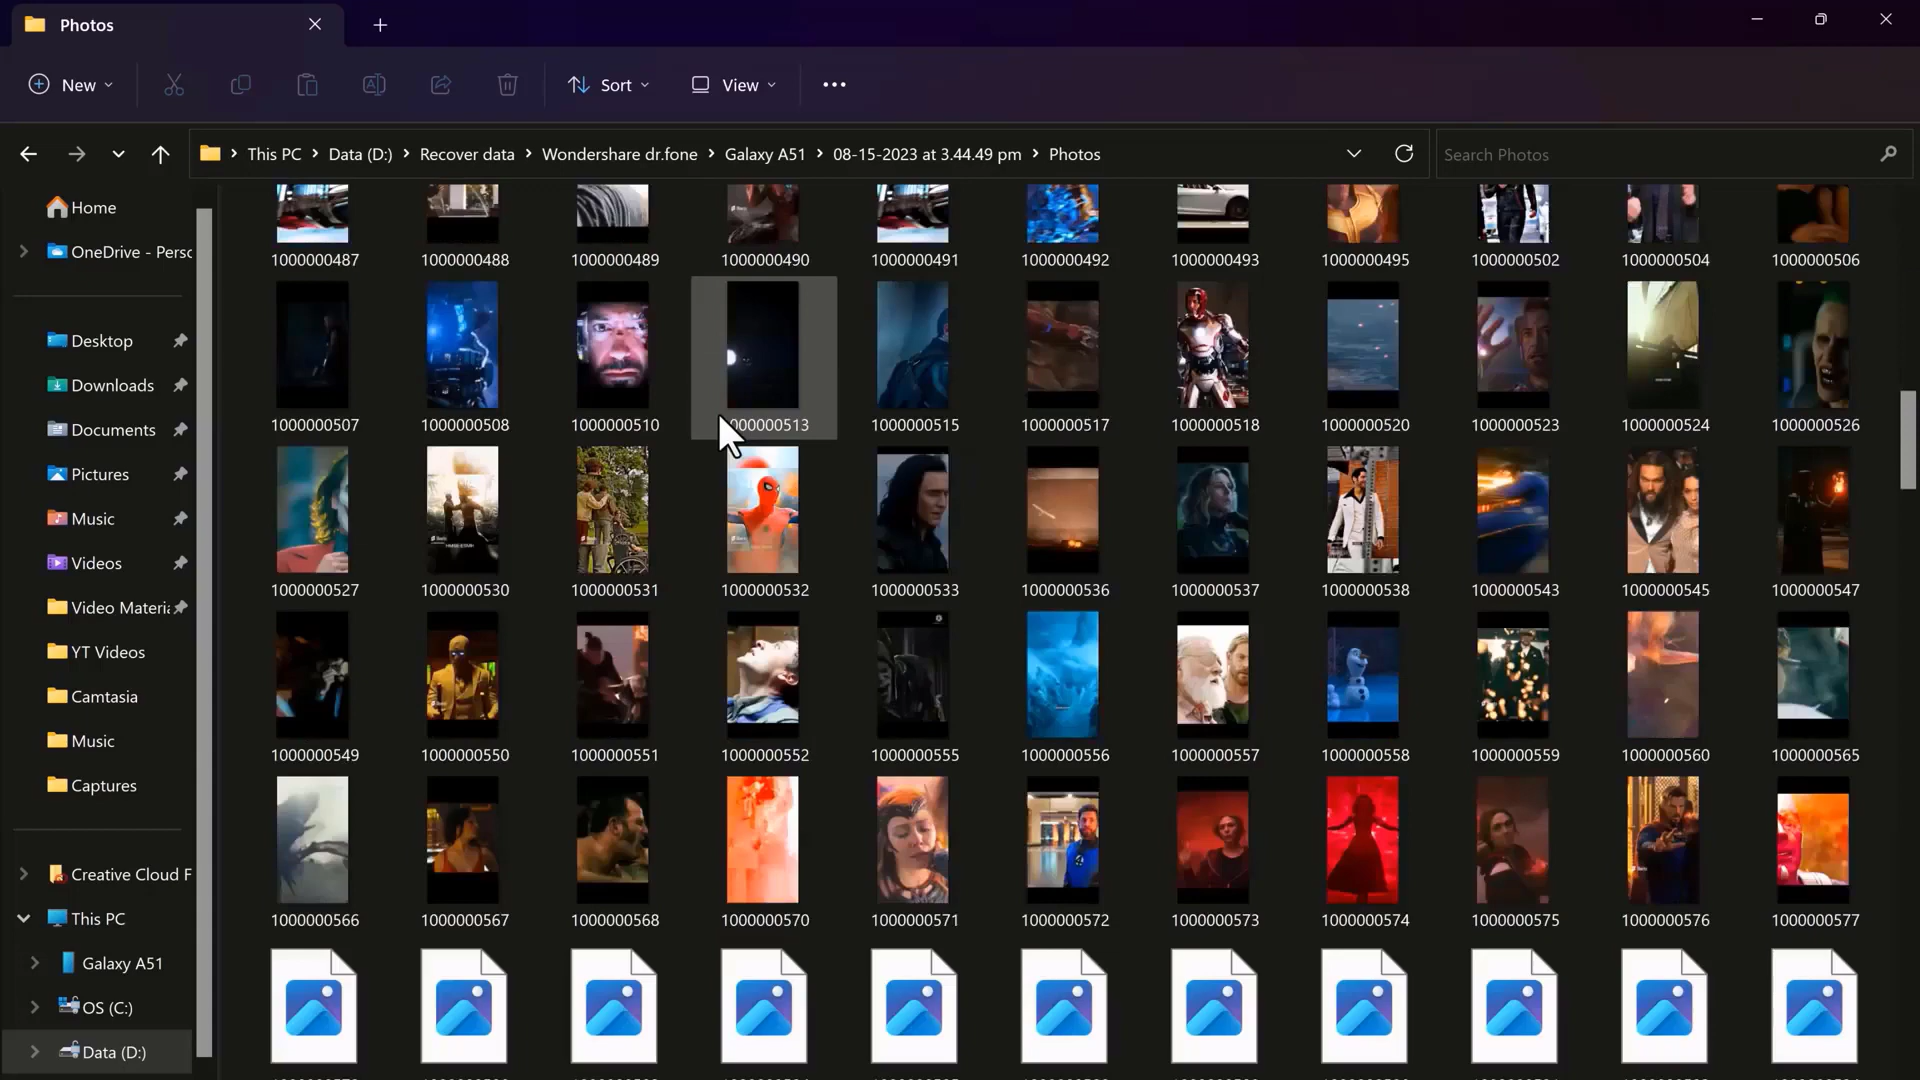 Photos
New
Sort
View
This PC > Data (D:) > Recover data > Wondershare dr.fone > Galaxy A51 > 08-15-2023 at 3.44.49 pm > Photos
Search Photos
Home
OneDrive - Persc
Desktop
Downloads
Documents
Pictures
Music
Videos
Video Materia
YT Videos
Camtasia
Music
Captures
Creative Cloud F
This PC
Galaxy A51
OS (C:)
Data (D:)
1000000487 1000000488 1000000489 1000000490 1000000491 1000000492 1000000493 1000000495 1000000502 1000000504 1000000506
1000000507 1000000508 1000000510 000000513 1000000515 1000000517 1000000518 1000000520 1000000523 1000000524 1000000526
1000000527 1000000530 1000000531 1000000532 1000000533 1000000536 1000000537 1000000538 1000000543 1000000545 1000000547
1000000549 1000000550 1000000551 1000000552 1000000555 1000000556 1000000557 1000000558 1000000559 1000000560 1000000565
1000000566 1000000567 1000000568 1000000570 1000000571 1000000572 1000000573 1000000574 1000000575 1000000576 1000000577